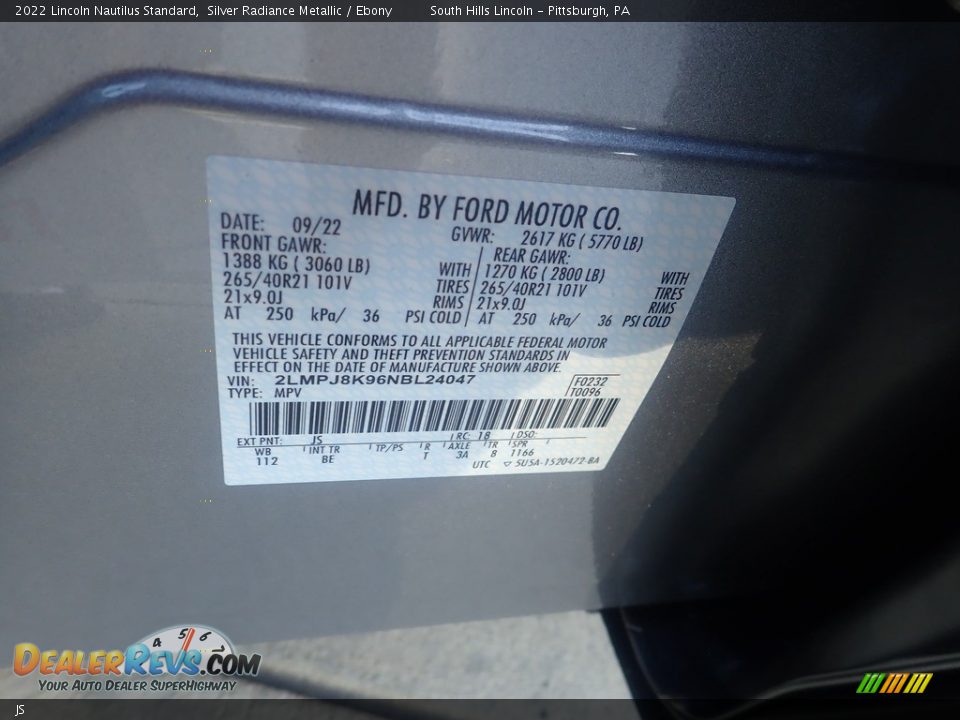 2022 Lincoln Nautilus Standard, Silver Radiance Metallic / Ebony South Hills Lincoln – Pittsburgh, PA
MFD. BY FORD MOTOR CO.
DATE: 09/22 GVWR: 2617 KG ( 5770 LB)
FRONT GAWR: REAR GAWR:
1388 KG ( 3060 LB) WITH 1270 KG ( 2800 LB) WITH
265/40R21 101V TIRES 265/40R21 101V TIRES
21x9.0J RIMS 21x9.0J RIMS
AT 250 kPa/ 36 PSI COLD AT 250 kPa/ 36 PSI COLD
THIS VEHICLE CONFORMS TO ALL APPLICABLE FEDERAL MOTOR
VEHICLE SAFETY AND THEFT PREVENTION STANDARDS IN
EFFECT ON THE DATE OF MANUFACTURE SHOWN ABOVE.
VIN: 2LMPJ8K96NBL24047 F0232
TYPE: MPV T0096
EXT PNT: JS RC: 18 DSO:
WB INT TR TP/PS R AXLE TR SPR
112 BE T 3A 8 1166
UTC 5U5A-1520472-BA
4 5 6
DEALERREVS.COM
YOUR AUTO DEALER SUPERHIGHWAY
JS